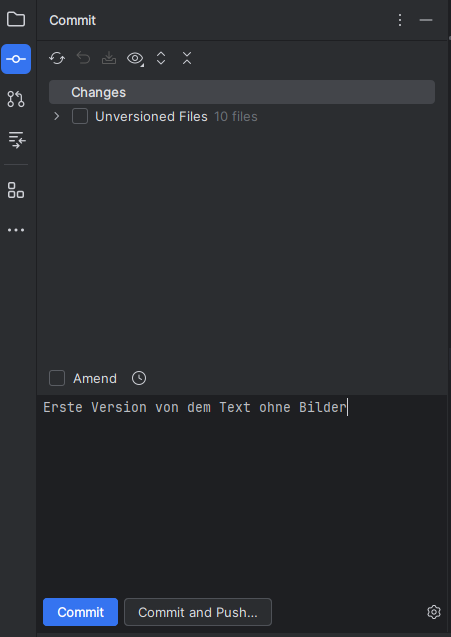 Commit
Changes
Unversioned Files 10 files
Amend
Erste Version von dem Text ohne Bilder
Commit Commit and Push...